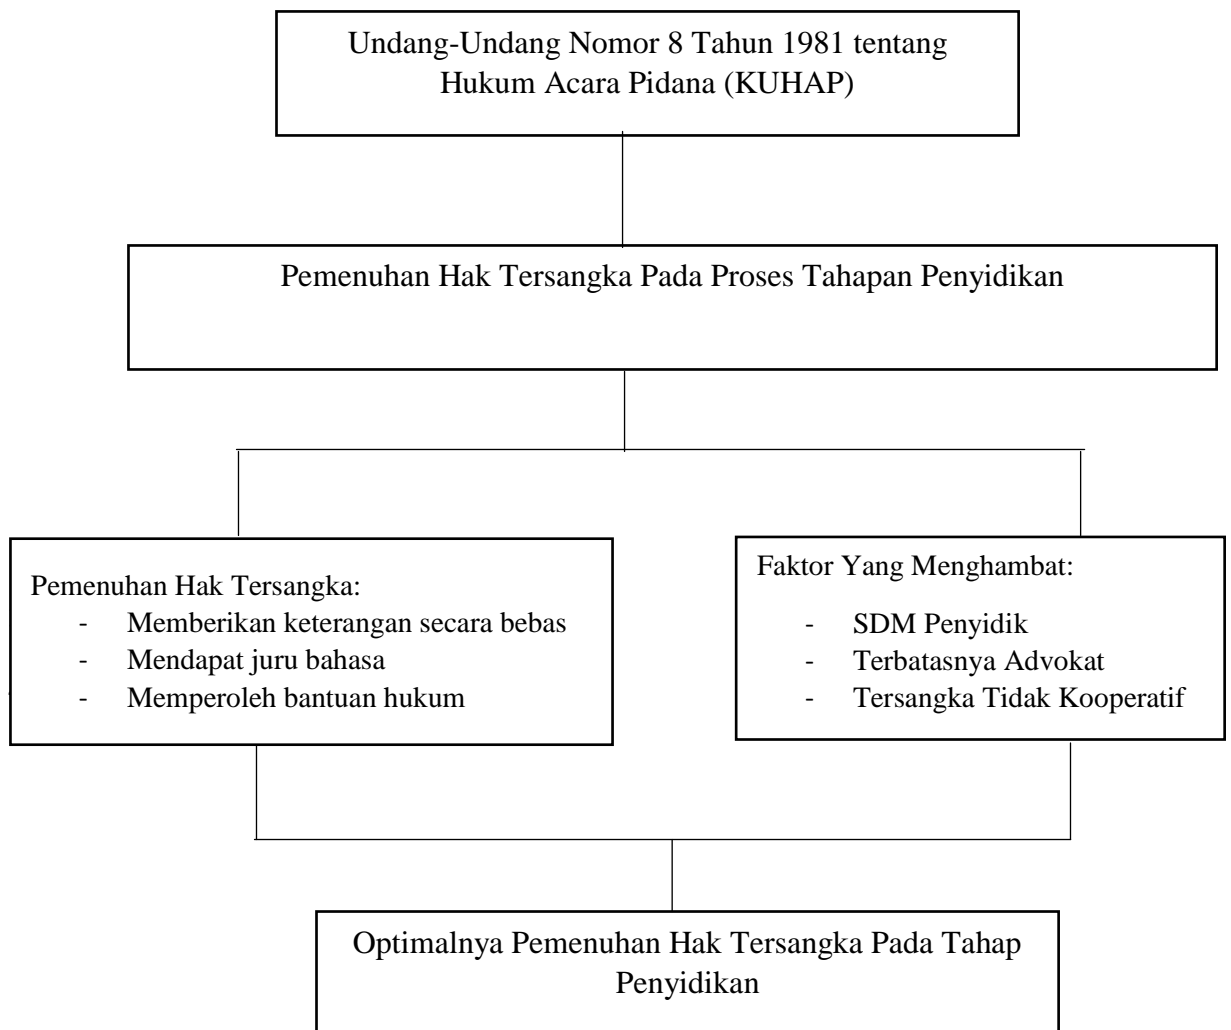 Undang-Undang Nomor 8 Tahun 1981 tentang
Hukum Acara Pidana (KUHAP)
Pemenuhan Hak Tersangka Pada Proses Tahapan Penyidikan
Pemenuhan Hak Tersangka:
- Memberikan keterangan secara bebas
- Mendapat juru bahasa
- Memperoleh bantuan hukum
Faktor Yang Menghambat:
- SDM Penyidik
- Terbatasnya Advokat
- Tersangka Tidak Kooperatif
Optimalnya Pemenuhan Hak Tersangka Pada Tahap
Penyidikan